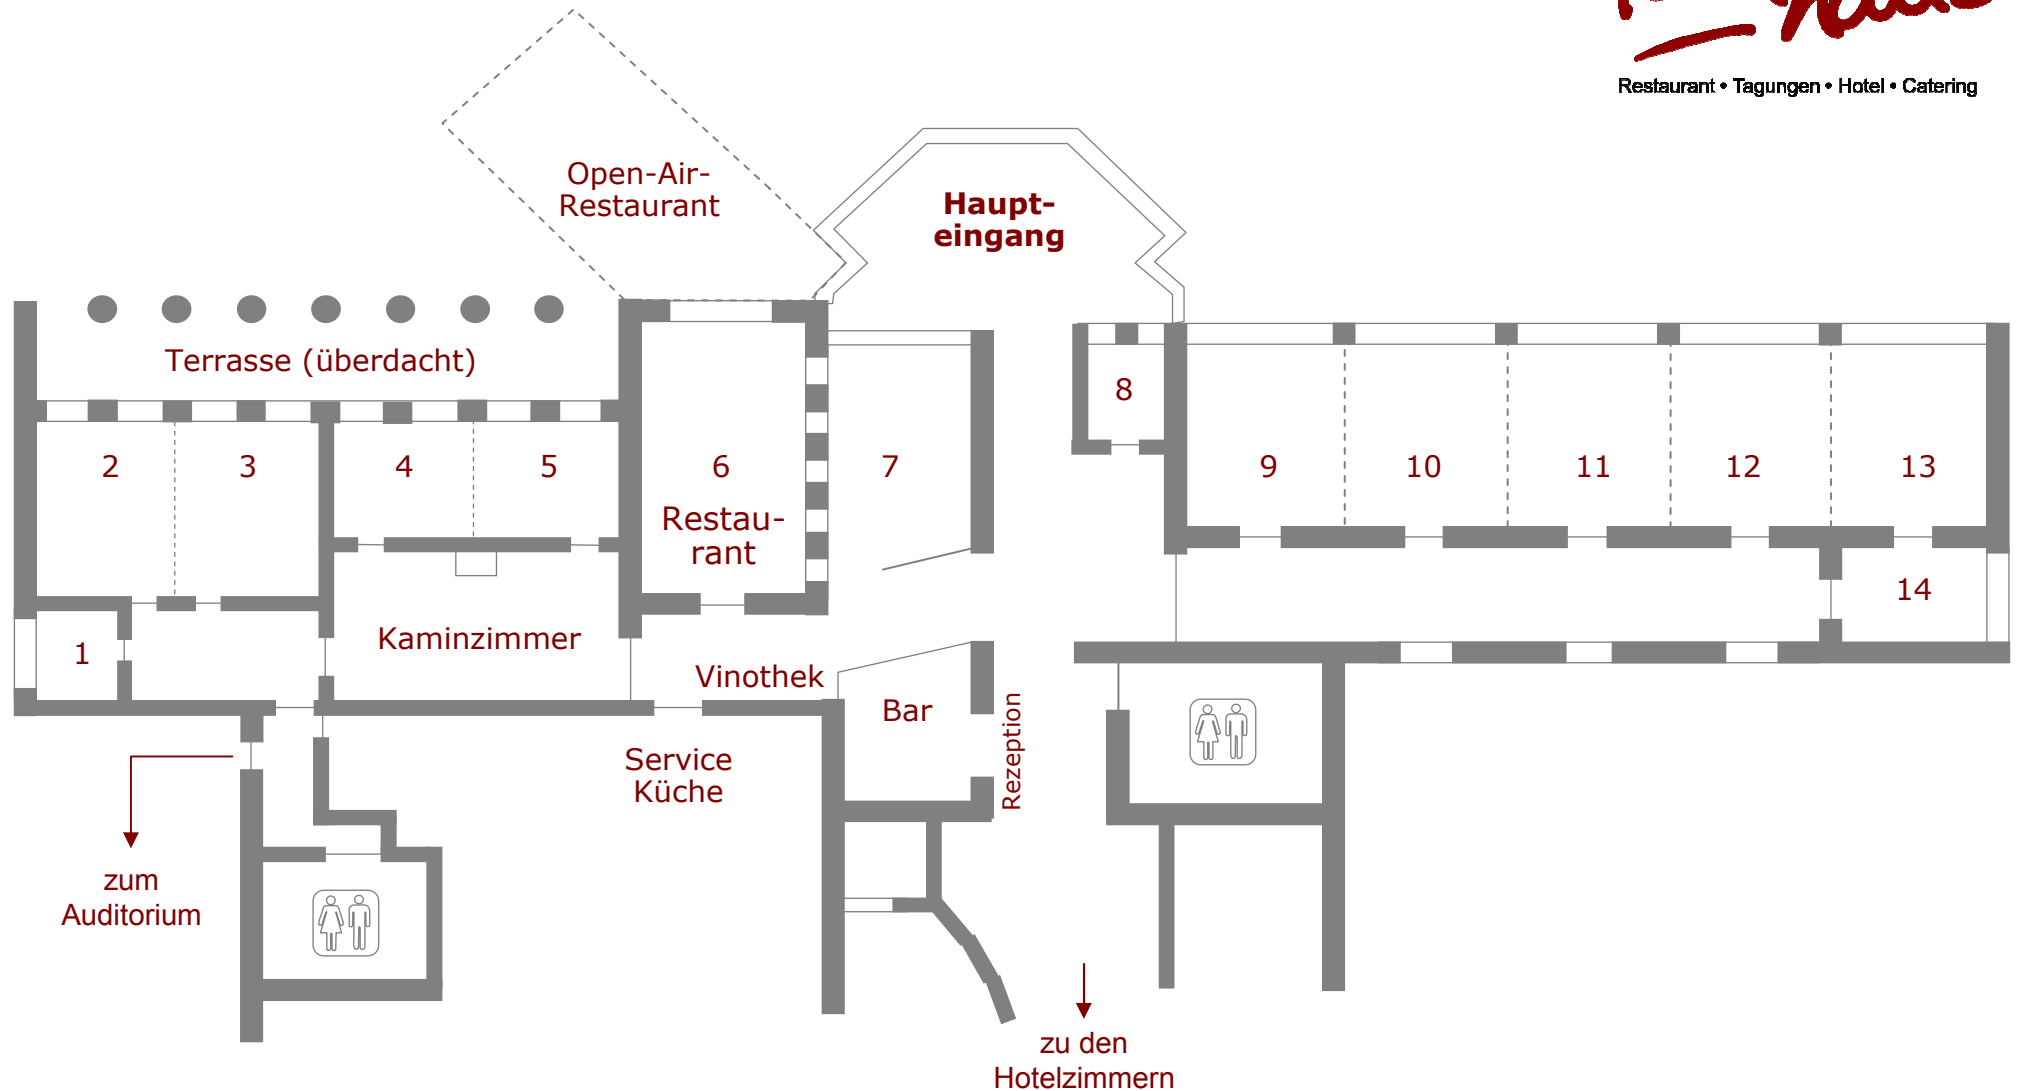 Restaurant • Tagungen • Hotel • Catering
Open-Air-
Restaurant
Haupt-
eingang
Terrasse (überdacht)
8
2
3
4
5
6
7
9
10
11
12
13
Restau-
rant
14
1
Kaminzimmer
Vinothek
Bar
Rezeption
Service
Küche
zum
Auditorium
zu den
Hotelzimmern